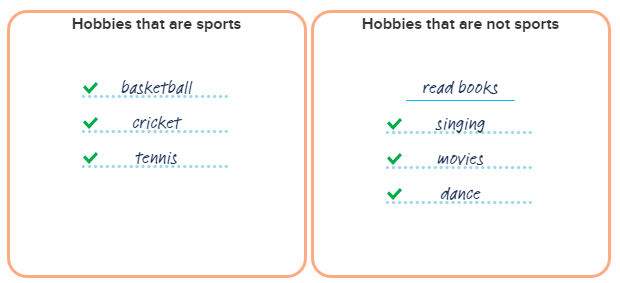 Hobbies that are sports
basketball
cricket
tennis
Hobbies that are not sports
read books
singing
movies
dance